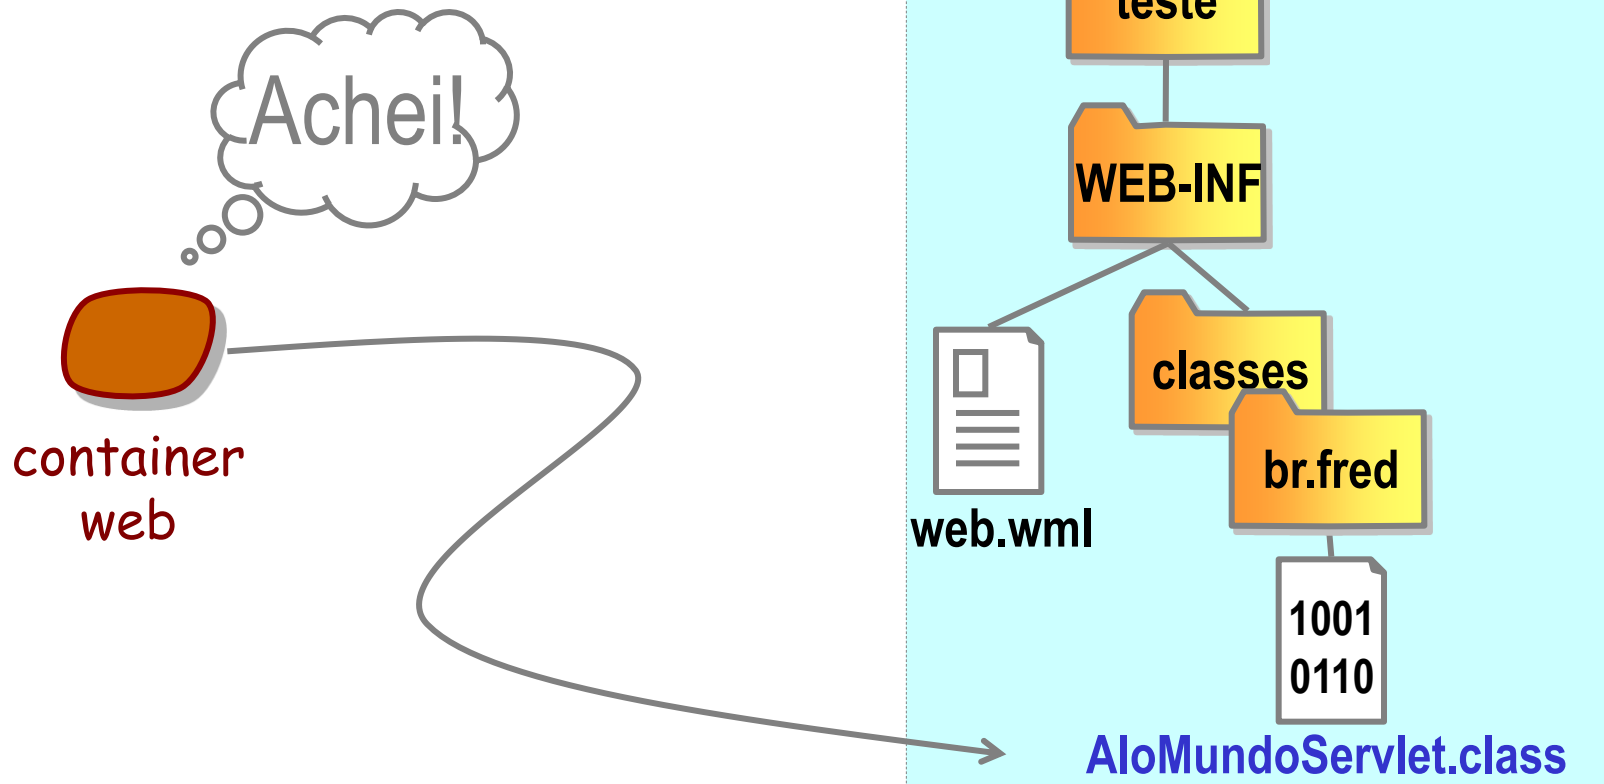 teste
Achei!
WEB-INF
classes
container
web
br.fred
web.wml
1001
0110
AloMundoServlet.class